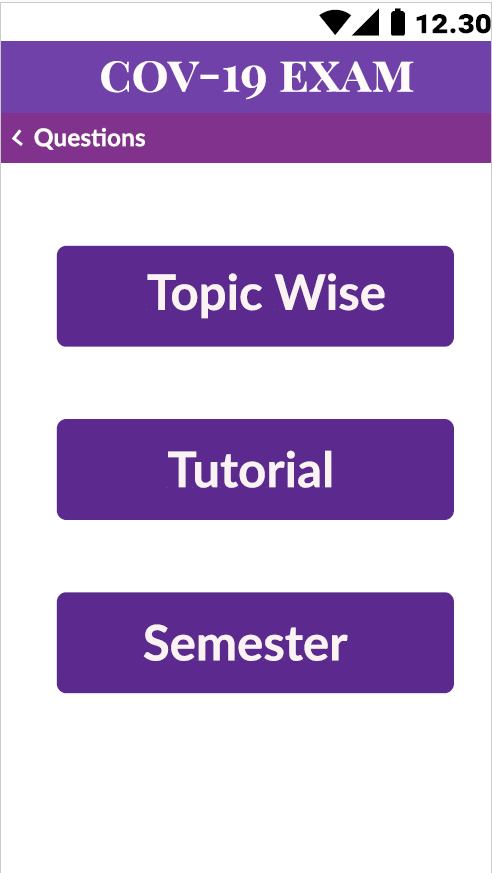 12.30
COV-19 EXAM
< Questions
Topic Wise
Tutorial
Semester